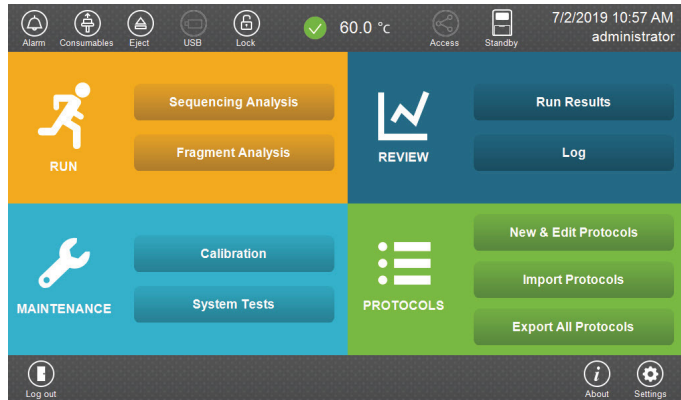 7/2/2019 10:57 AM
60.0 °c
administrator
Alarm Consumables Eject USB Lock Access Standby
Sequencing Analysis
Fragment Analysis
RUN
Run Results
Log
REVIEW
Calibration
System Tests
MAINTENANCE
New & Edit Protocols
Import Protocols
Export All Protocols
PROTOCOLS
Log out About Settings